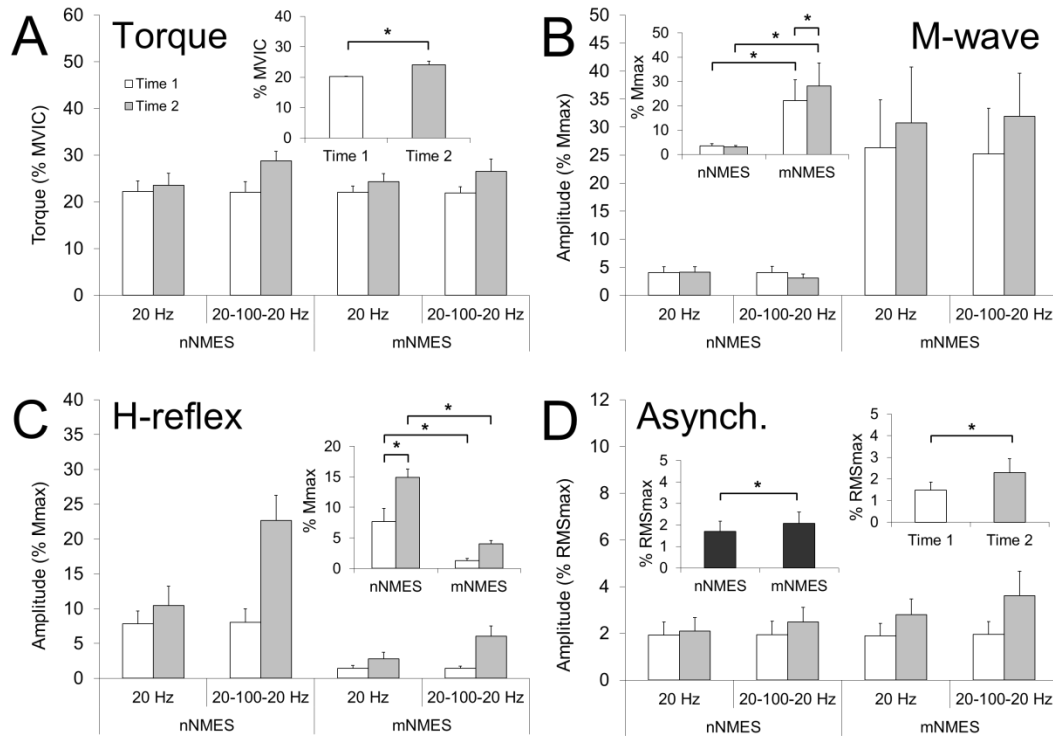 A Torque
Time 1
Time 2
Torque (% MVIC)
60
50
40
30
20
10
0
% MVIC
40
30
20
10
0
*
Time 1 Time 2
20 Hz 20-100-20 Hz 20 Hz 20-100-20 Hz
nNMES mNMES
B M-wave
Amplitude (% Mmax)
50
45
40
35
30
25
20
15
10
5
0
% Mmax
50
40
30
20
10
0
*
*
*
nNMES mNMES
20 Hz 20-100-20 Hz 20 Hz 20-100-20 Hz
nNMES mNMES
C H-reflex
Amplitude (% Mmax)
40
35
30
25
20
15
10
5
0
% Mmax
20
15
10
5
0
*
*
*
nNMES mNMES
20 Hz 20-100-20 Hz 20 Hz 20-100-20 Hz
nNMES mNMES
D Asynch.
Amplitude (% RMSmax)
12
10
8
6
4
2
0
% RMSmax
5
4
3
2
1
0
*
nNMES mNMES
% RMSmax
5
4
3
2
1
0
*
Time 1 Time 2
20 Hz 20-100-20 Hz 20 Hz 20-100-20 Hz
nNMES mNMES